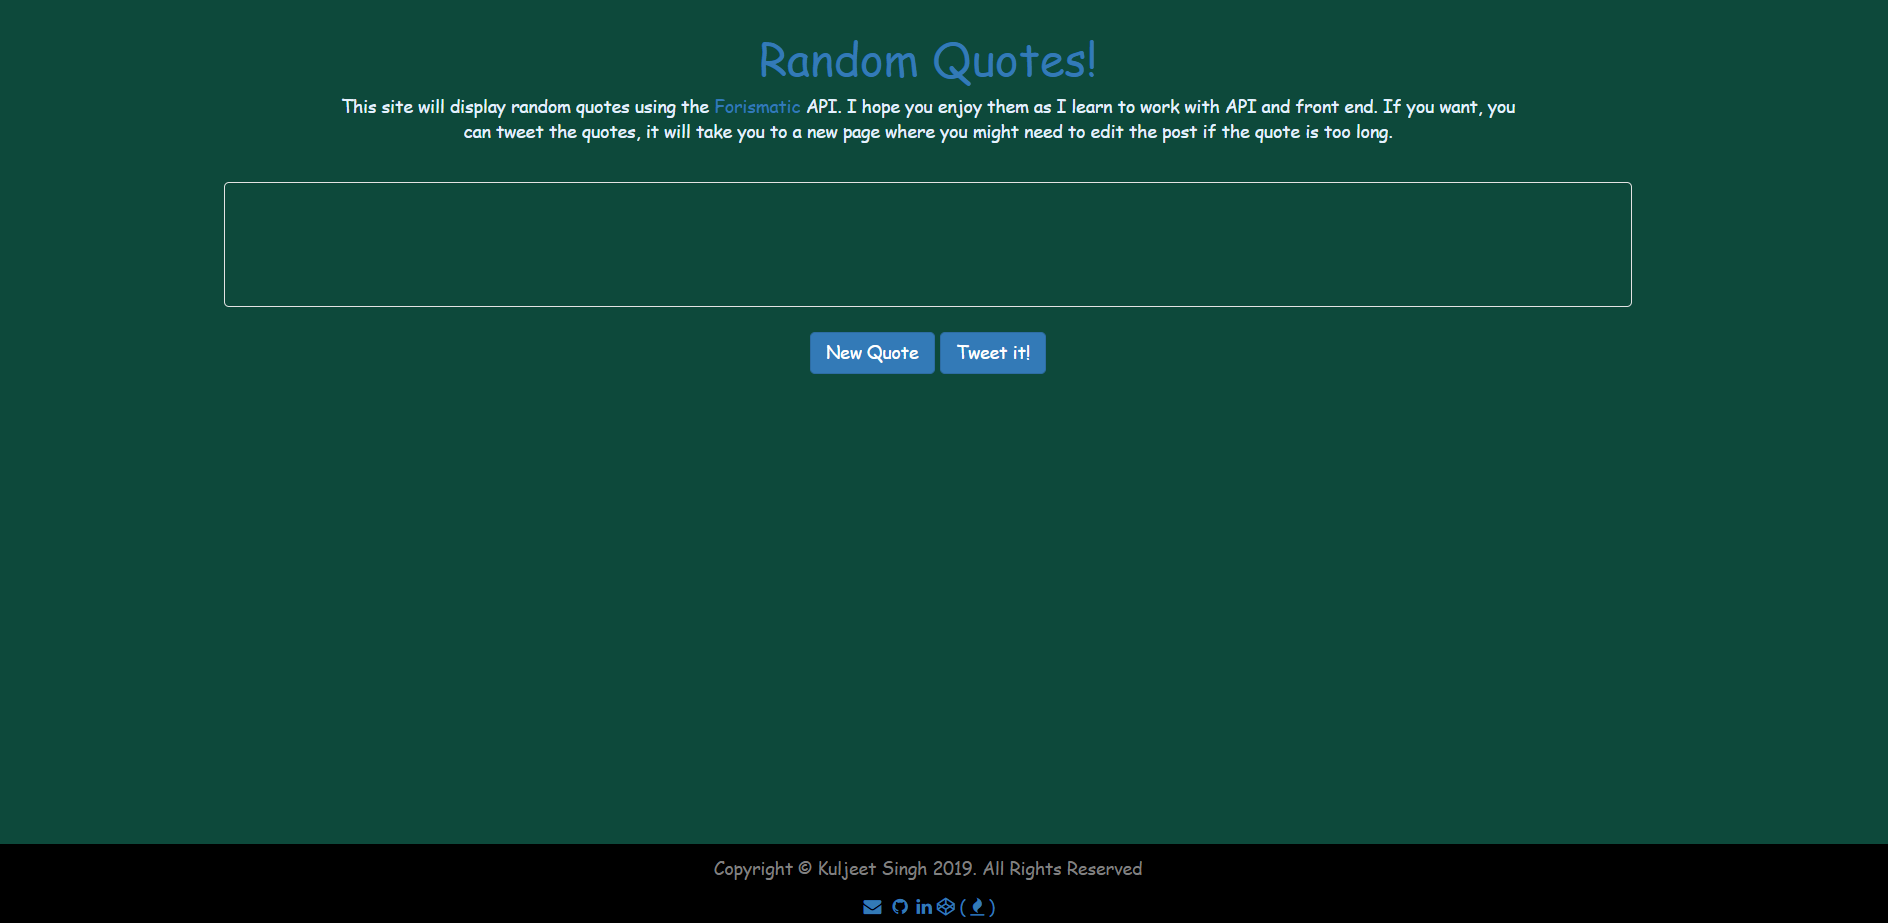 Random Quotes!
This site will display random quotes using the Forismatic API. I hope you enjoy them as I learn to work with API and front end. If you want, you
can tweet the quotes, it will take you to a new page where you might need to edit the post if the quote is too long.
New Quote Tweet it!
Copyright © Kuljeet Singh 2019. All Rights Reserved
in ( )